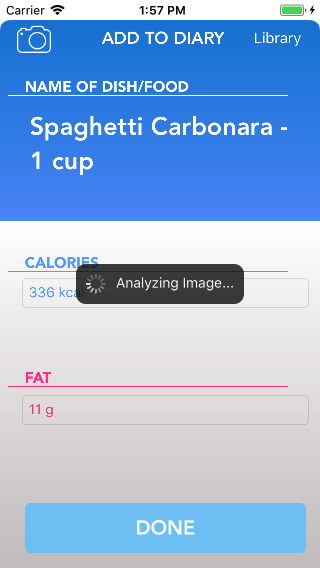 Carrier 1:57 PM
ADD TO DIARY Library
NAME OF DISH/FOOD
Spaghetti Carbonara -
1 cup
CALORIES
Analyzing Image...
336 kcal
FAT
11 g
DONE